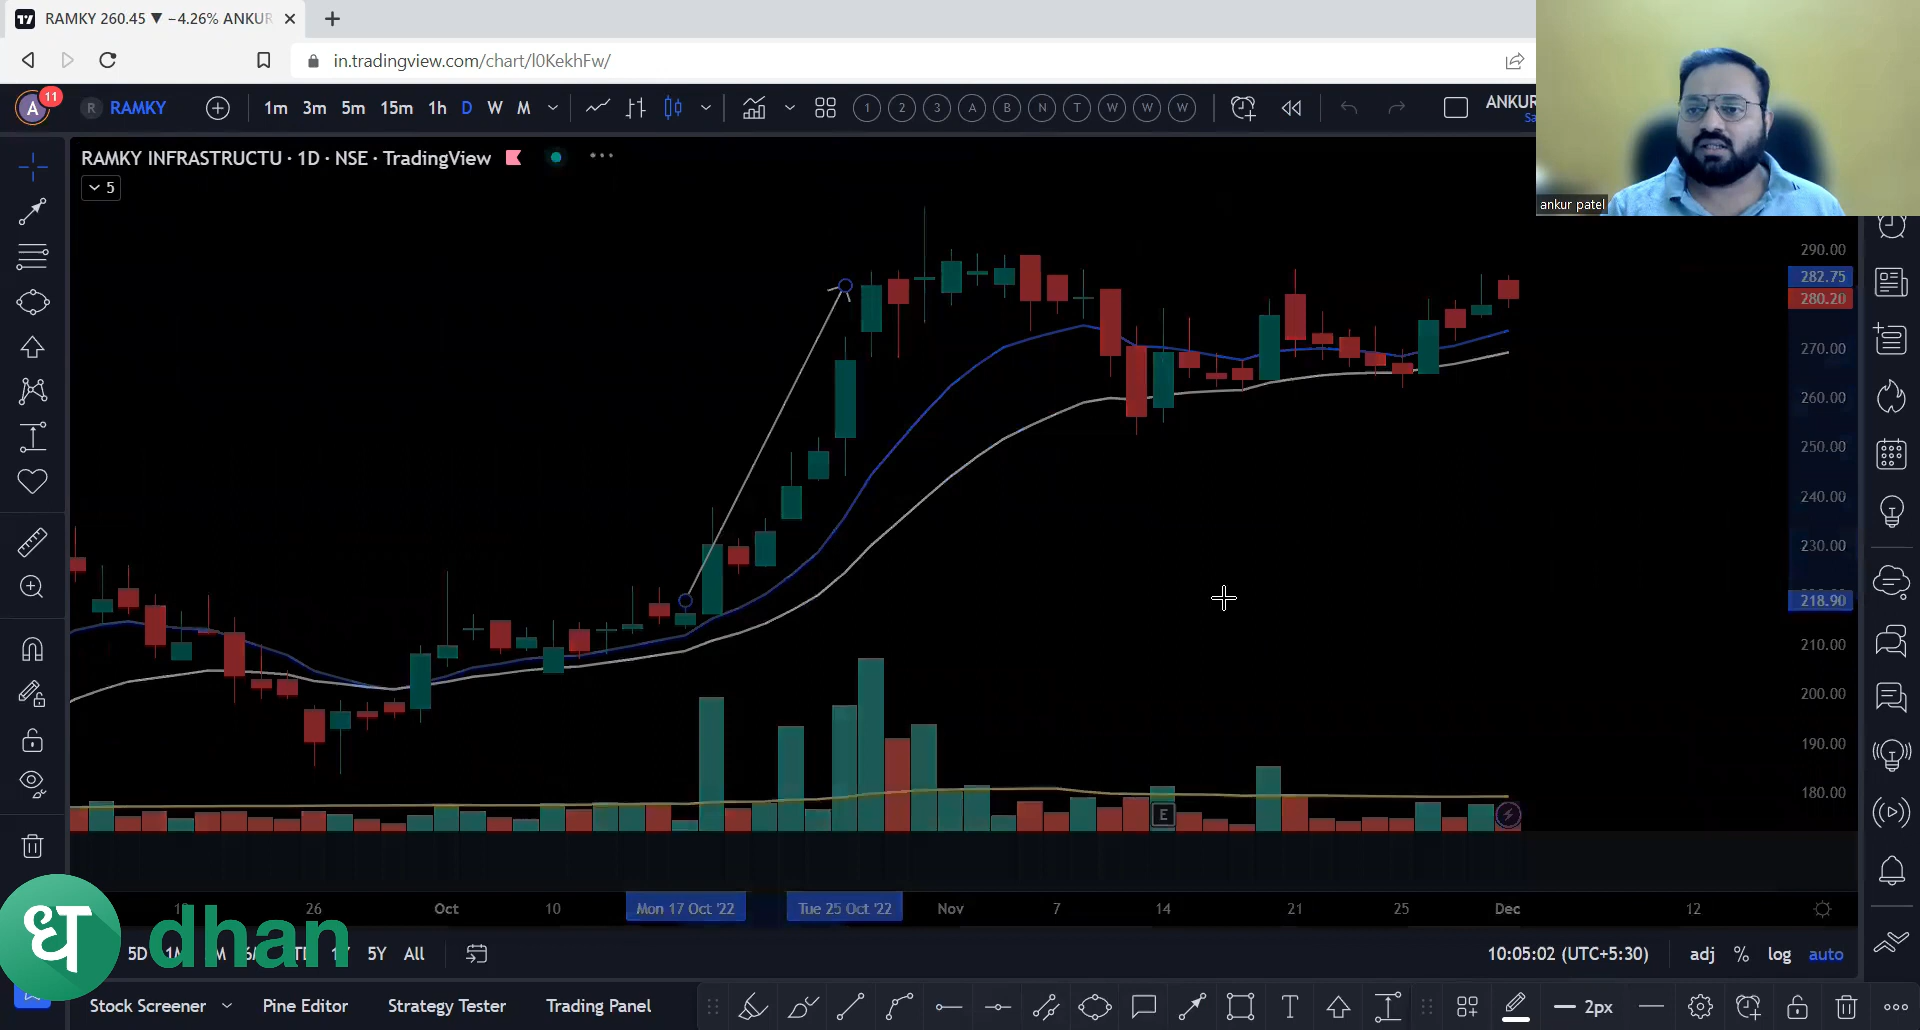 RAMKY 260.45 ▼ −4.26% ANKUR
in.tradingview.com/chart/l0KekhFw/
A 11 R RAMKY 1m 3m 5m 15m 1h D W M 1 2 3 A B N T W W W ANKUR
ankur patel
RAMKY INFRASTRUCTU · 1D · NSE · TradingView
5
290.00
282.75
280.20
270.00
260.00
250.00
240.00
230.00
218.90
210.00
200.00
190.00
180.00
E
26 Oct 10 Mon 17 Oct '22 Tue 25 Oct '22 Nov 7 14 21 25 Dec 12
ध dhan
5D 5Y All 10:05:02 (UTC+5:30) adj % log auto
Stock Screener Pine Editor Strategy Tester Trading Panel T 2px